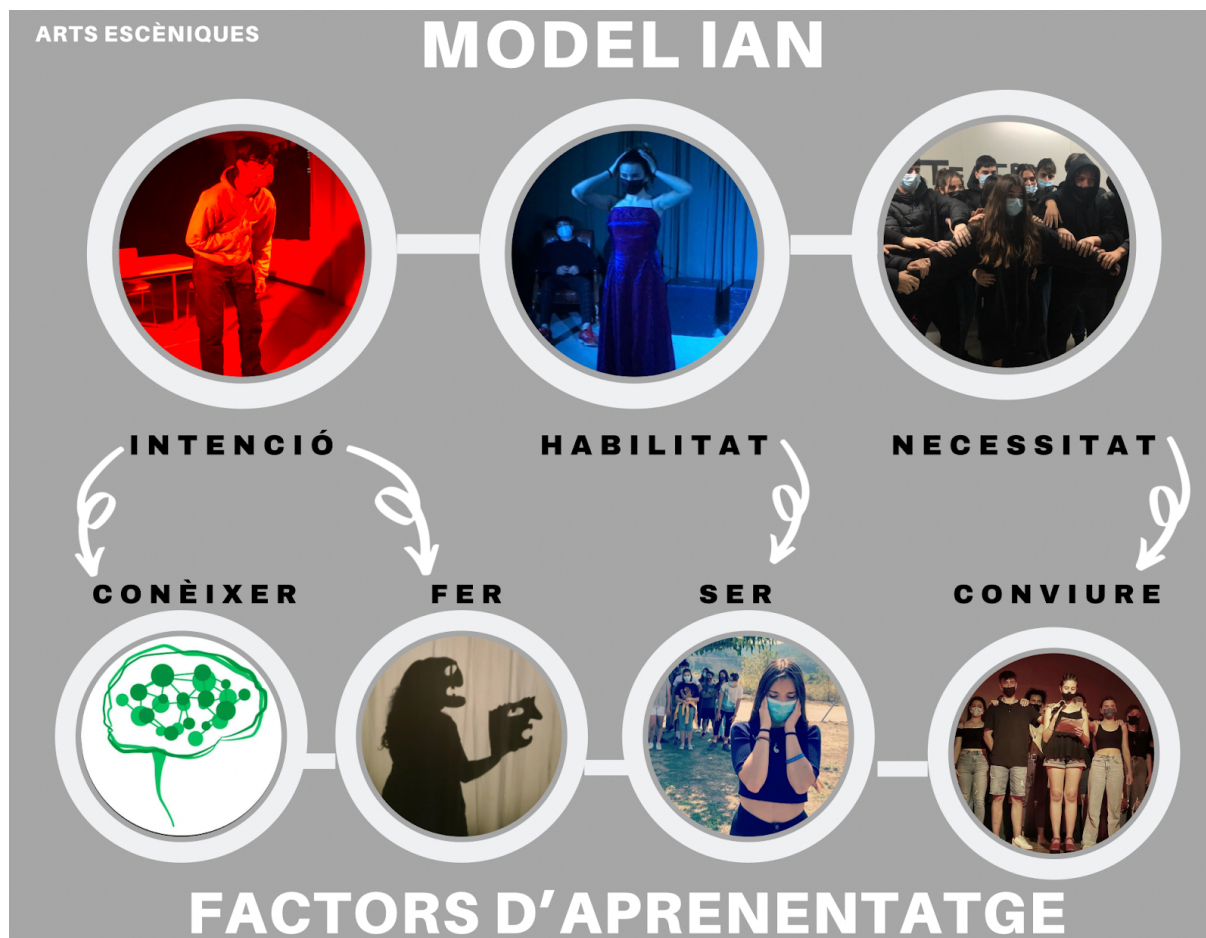 ARTS ESCÈNIQUES
MODEL IAN
INTENCIÓ
HABILITAT
NECESSITAT
CONÈIXER
FER
SER
CONVIURE
FACTORS D’APRENENTATGE